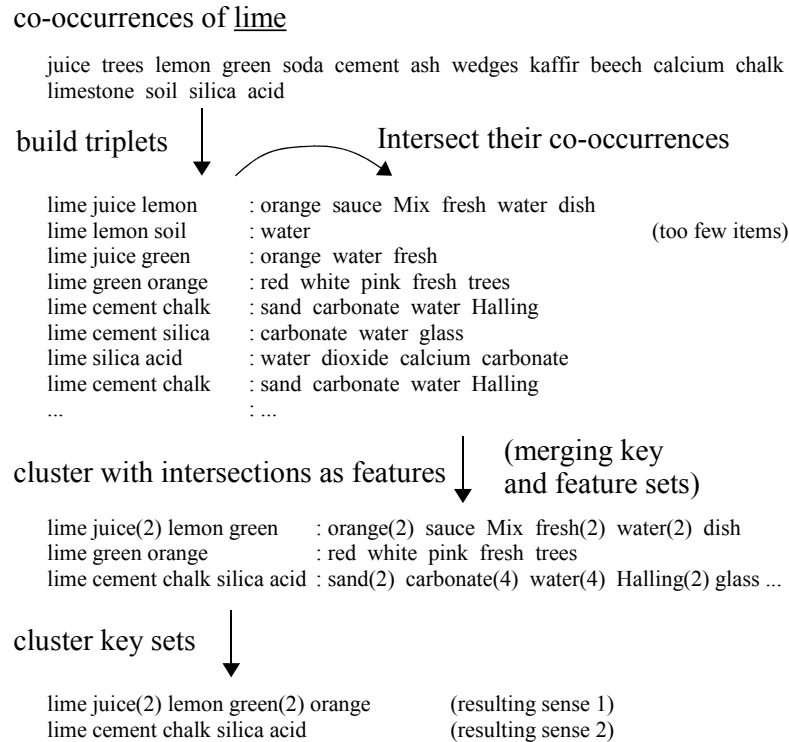 co-occurrences of lime
juice trees lemon green soda cement ash wedges kaffir beech calcium chalk
limestone soil silica acid
build triplets
Intersect their co-occurrences
lime juice lemon : orange sauce Mix fresh water dish
lime lemon soil : water (too few items)
lime juice green : orange water fresh
lime green orange : red white pink fresh trees
lime cement chalk : sand carbonate water Halling
lime cement silica : carbonate water glass
lime silica acid : water dioxide calcium carbonate
lime cement chalk : sand carbonate water Halling
... : ...
cluster with intersections as features
(merging key
and feature sets)
lime juice(2) lemon green : orange(2) sauce Mix fresh(2) water(2) dish
lime green orange : red white pink fresh trees
lime cement chalk silica acid : sand(2) carbonate(4) water(4) Halling(2) glass ...
cluster key sets
lime juice(2) lemon green(2) orange (resulting sense 1)
lime cement chalk silica acid (resulting sense 2)